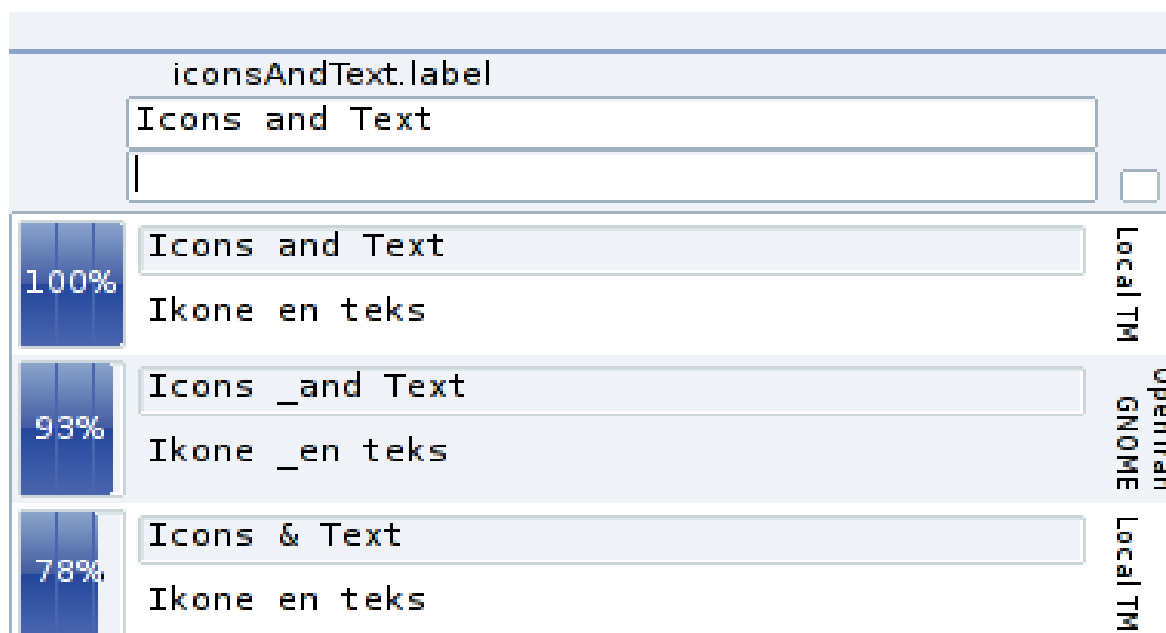 iconsAndText.label
Icons and Text
100%
Icons and Text
Ikone en teks
Local TM
93%
Icons _and Text
Ikone _en teks
GNOME
78%
Icons & Text
Ikone en teks
Local TM